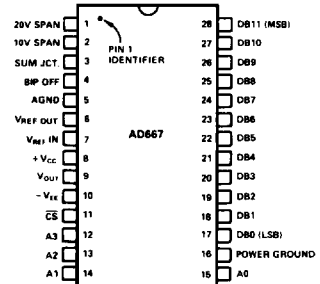 20V SPAN 1 28 DB11 (MSB)
10V SPAN 2 PIN 1 IDENTIFIER 27 DB10
SUM JCT. 3 26 DB9
BIP OFF 4 25 DB8
AGND 5 24 DB7
VREF OUT 6 23 DB6
VREF IN 7 AD667 22 DB5
+VCC 8 21 DB4
VOUT 9 20 DB3
-VEE 10 19 DB2
CS 11 18 DB1
A3 12 17 DB0 (LSB)
A2 13 16 POWER GROUND
A1 14 15 A0